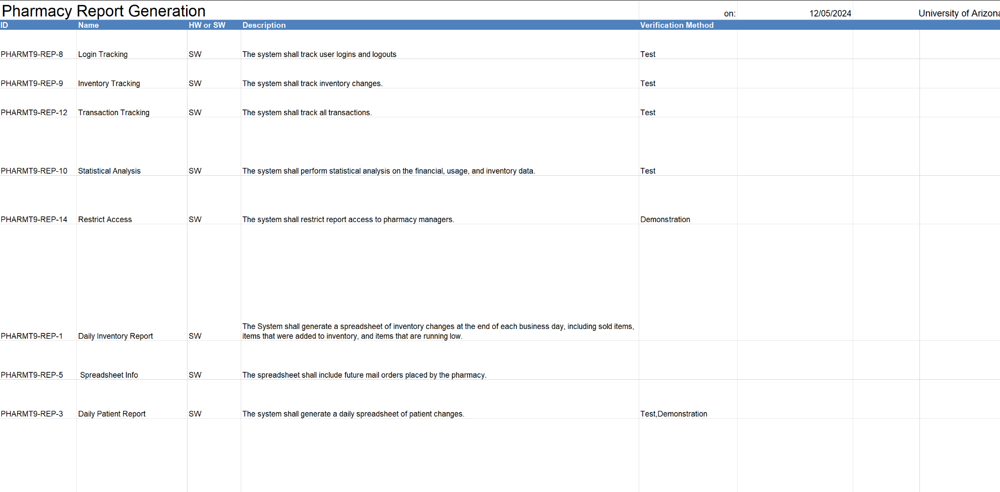 Pharmacy Report Generation on: 12/05/2024 University of Arizona
ID Name HW or SW Description Verification Method
PHARMT9-REP-8 Login Tracking SW The system shall track user logins and logouts Test
PHARMT9-REP-9 Inventory Tracking SW The system shall track inventory changes. Test
PHARMT9-REP-12 Transaction Tracking SW The system shall track all transactions. Test
PHARMT9-REP-10 Statistical Analysis SW The system shall perform statistical analysis on the financial, usage, and inventory data. Test
PHARMT9-REP-14 Restrict Access SW The system shall restrict report access to pharmacy managers. Demonstration
The System shall generate a spreadsheet of inventory changes at the end of each business day, including sold items,
PHARMT9-REP-1 Daily Inventory Report SW items that were added to inventory, and items that are running low.
PHARMT9-REP-5 Spreadsheet Info SW The spreadsheet shall include future mail orders placed by the pharmacy.
PHARMT9-REP-3 Daily Patient Report SW The system shall generate a daily spreadsheet of patient changes. Test,Demonstration